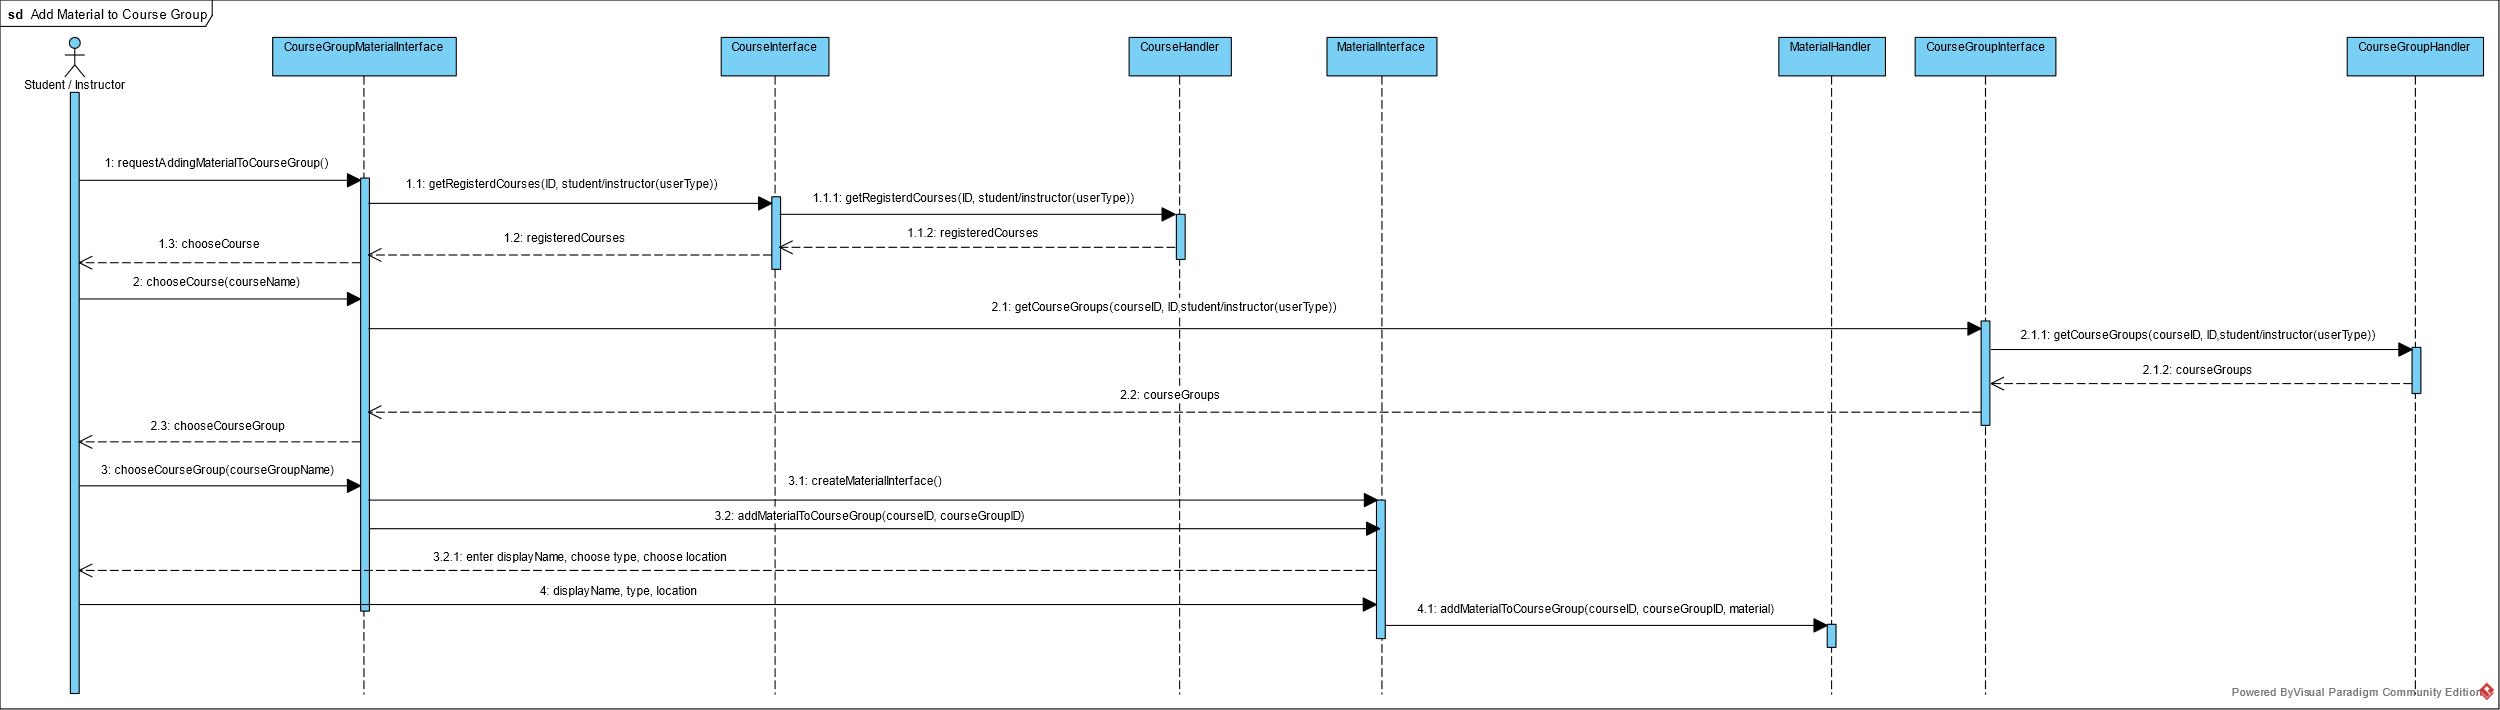 sd Add Material to Course Group
Student / Instructor
CourseGroupMaterialInterface
CourseInterface
CourseHandler
MaterialInterface
MaterialHandler
CourseGroupInterface
CourseGroupHandler
1: requestAddingMaterialToCourseGroup()
1.1: getRegisterdCourses(ID, student/instructor(userType))
1.1.1: getRegisterdCourses(ID, student/instructor(userType))
1.1.2: registeredCourses
1.2: registeredCourses
1.3: chooseCourse
2: chooseCourse(courseName)
2.1: getCourseGroups(courseID, ID,student/instructor(userType))
2.1.1: getCourseGroups(courseID, ID,student/instructor(userType))
2.1.2: courseGroups
2.2: courseGroups
2.3: chooseCourseGroup
3: chooseCourseGroup(courseGroupName)
3.1: createMaterialInterface()
3.2: addMaterialToCourseGroup(courseID, courseGroupID)
3.2.1: enter displayName, choose type, choose location
4: displayName, type, location
4.1: addMaterialToCourseGroup(courseID, courseGroupID, material)
Powered ByVisual Paradigm Community Edition